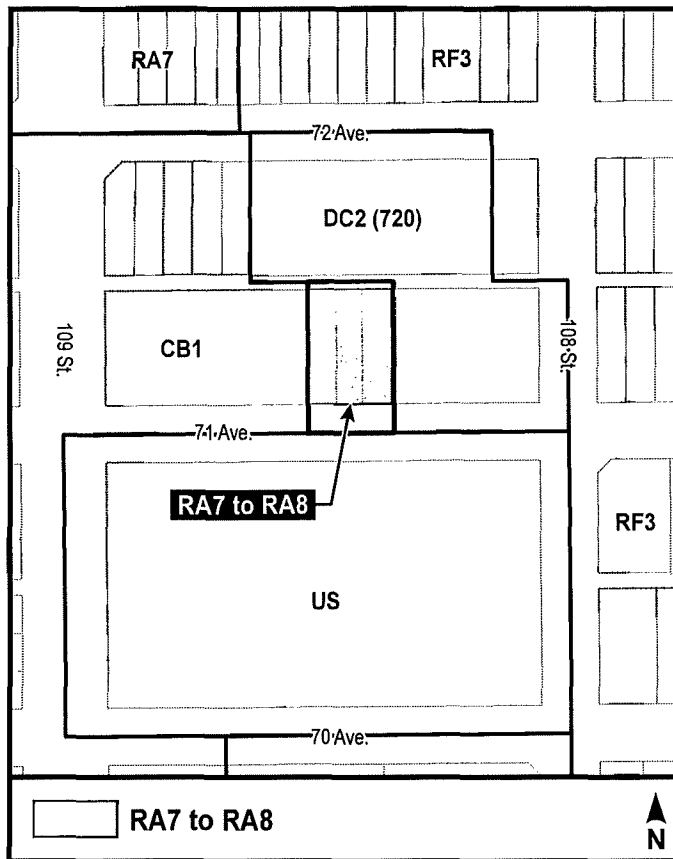 RA7
RF3
72 Ave.
DC2 (720)
109 St.
CB1
108 St.
71 Ave.
RA7 to RA8
RF3
US
70 Ave.
RA7 to RA8
N